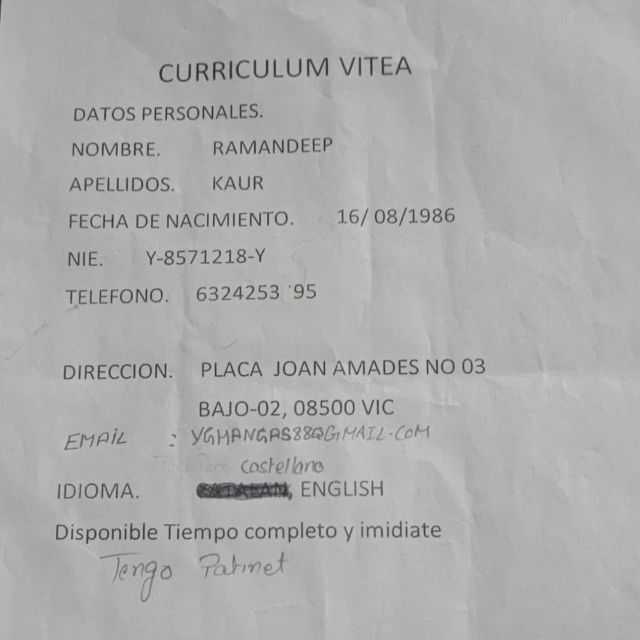 CURRICULUM VITEA
DATOS PERSONALES.
NOMBRE. RAMANDEEP
APELLIDOS. KAUR
FECHA DE NACIMIENTO. 16/ 08/1986
NIE. Y-8571218-Y
TELEFONO. 6324253 95
DIRECCION. PLACA JOAN AMADES NO 03
BAJO-02, 08500 VIC
EMAIL : YGMANGAS88@GMAIL.COM
castellano
IDIOMA. CATALAN, ENGLISH
Disponible Tiempo completo y imidiate
Tengo Patinet